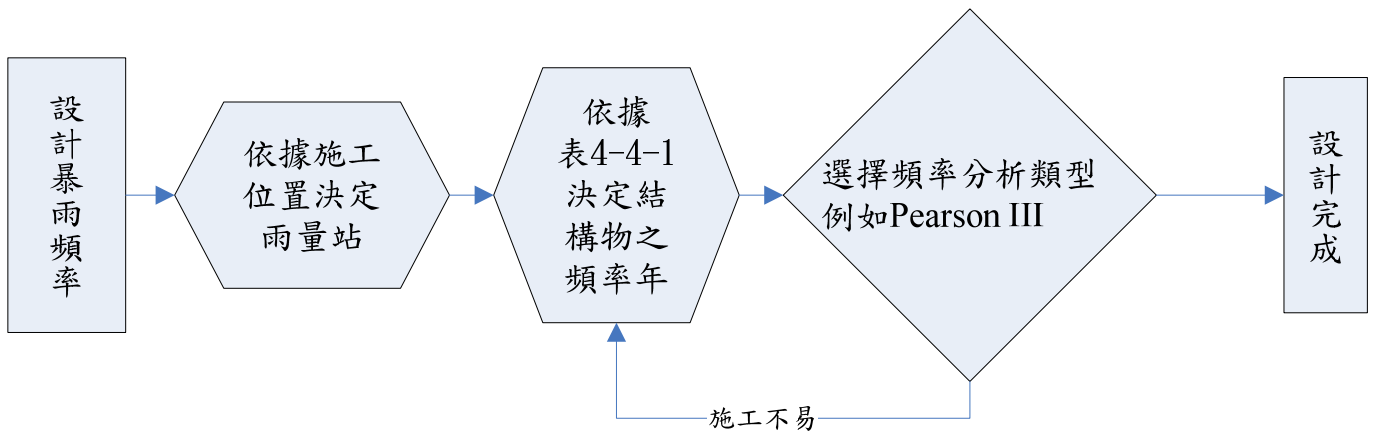 設計暴雨頻率
依據施工
位置決定
雨量站
依據
表4-4-1
決定結
構物之
頻率年
選擇頻率分析類型
例如Pearson III
設計完成
施工不易